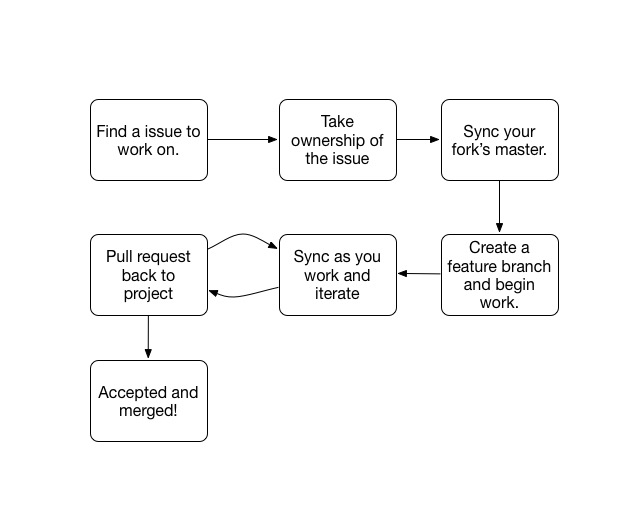 Find a issue to
work on.
Take
ownership of
the issue
Sync your
fork's master.
Create a
feature branch
and begin
work.
Sync as you
work and
iterate
Pull request
back to
project
Accepted and
merged!